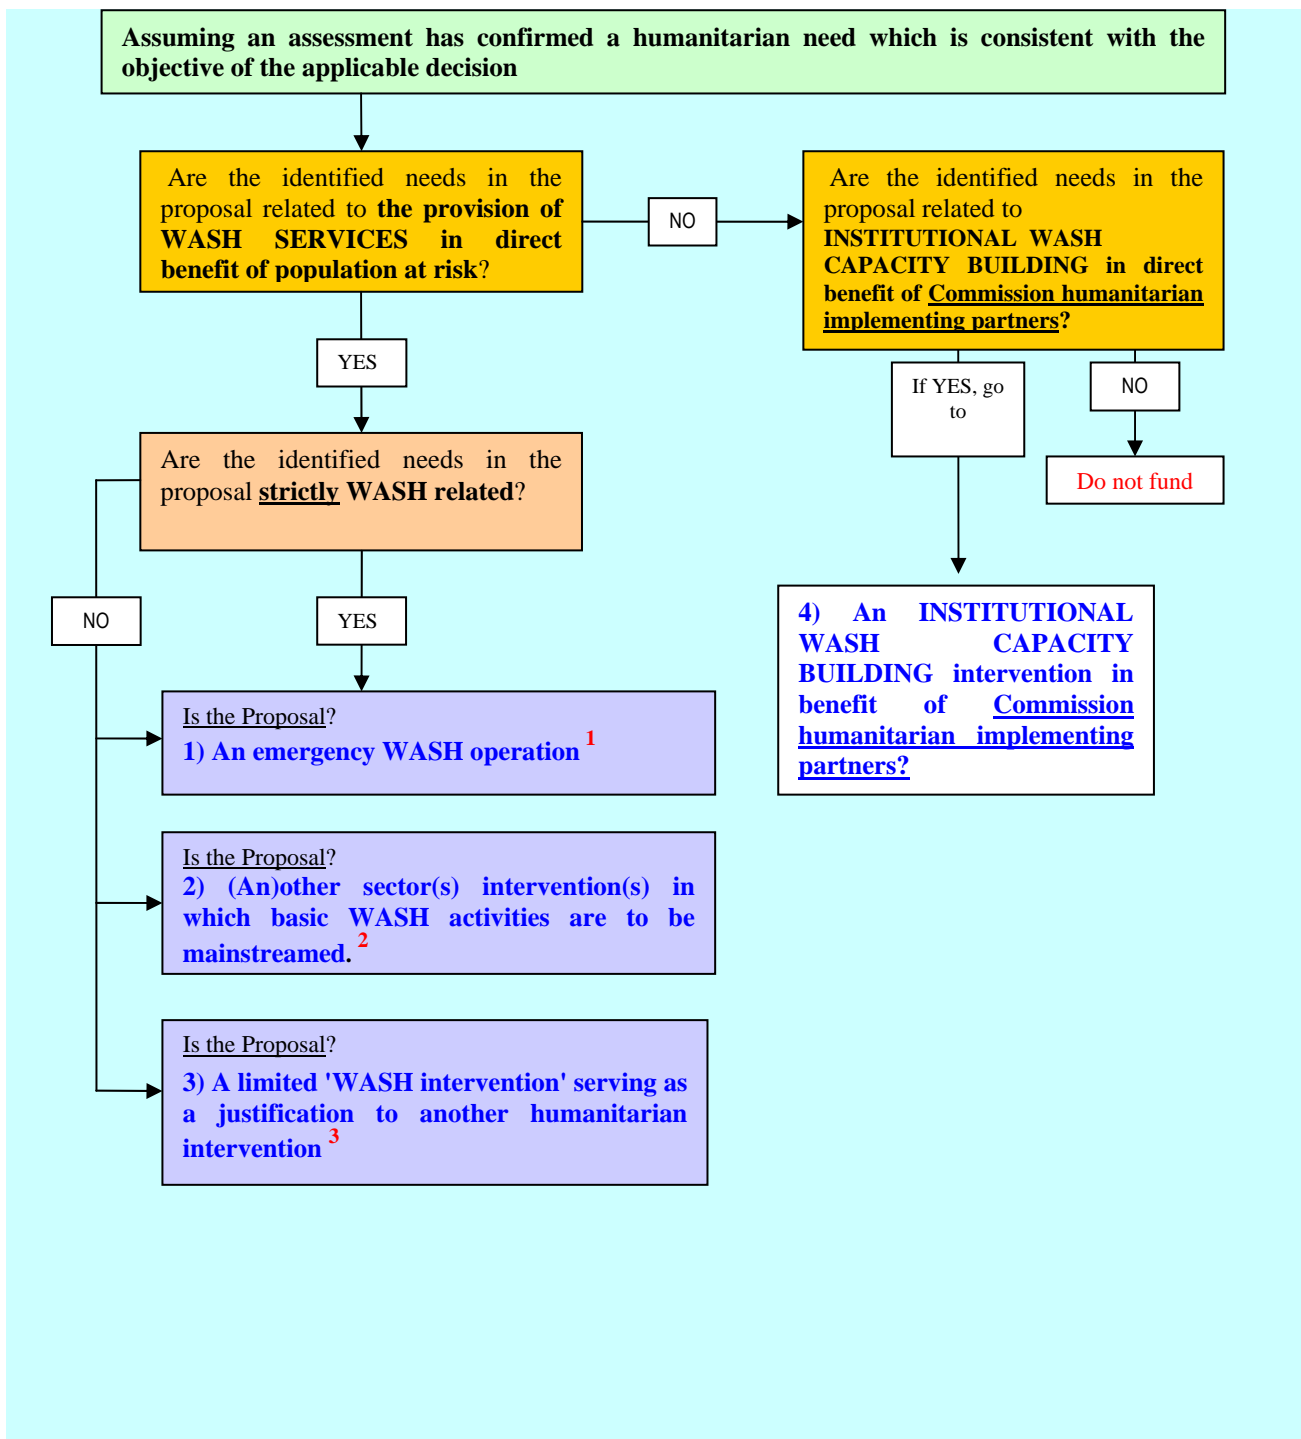 Assuming an assessment has confirmed a humanitarian need which is consistent with the
objective of the applicable decision
Are the identified needs in the
proposal related to the provision of
WASH SERVICES in direct
benefit of population at risk?
NO
Are the identified needs in the
proposal related to
INSTITUTIONAL WASH
CAPACITY BUILDING in direct
benefit of Commission humanitarian
implementing partners?
YES
If YES, go
to
NO
Do not fund
Are the identified needs in the
proposal strictly WASH related?
NO
YES
4) An INSTITUTIONAL
WASH CAPACITY
BUILDING intervention in
benefit of Commission
humanitarian implementing
partners?
Is the Proposal?
1) An emergency WASH operation 1
Is the Proposal?
2) (An)other sector(s) intervention(s) in
which basic WASH activities are to be
mainstreamed. 2
Is the Proposal?
3) A limited 'WASH intervention' serving as
a justification to another humanitarian
intervention 3